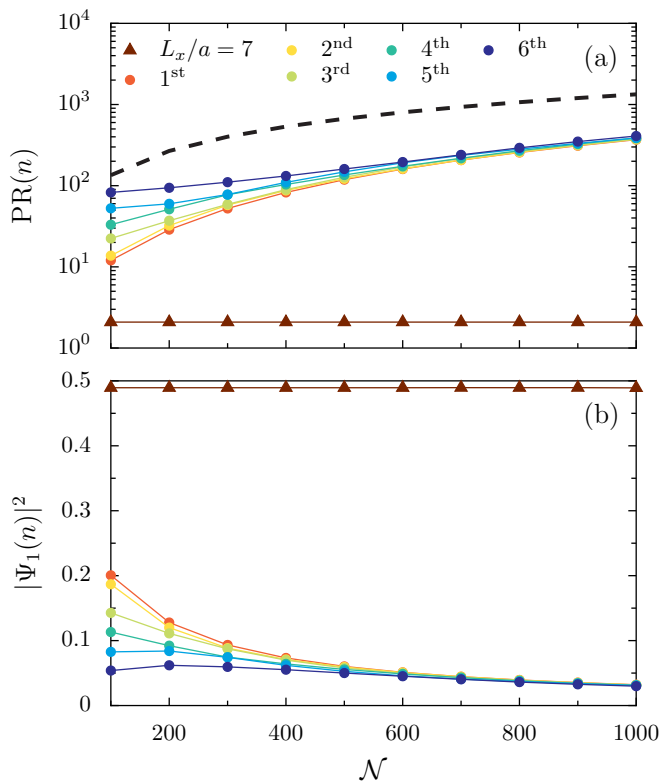 L_x/a = 7 2^nd 4^th 6^th (a)
1^st 3^rd 5^th
10^4
10^3
10^2
10^1
10^0
PR(n)
(b)
0.5
0.4
0.3
0.2
0.1
0
|Ψ_1(n)|^2
200 400 600 800 1000
𝒩